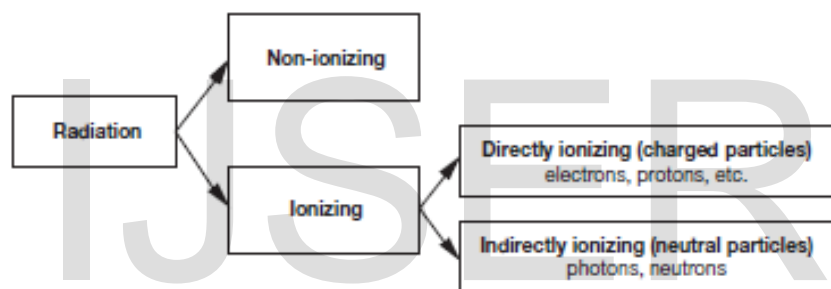 IJSER
Non-ionizing
Radiation
Directly ionizing (charged particles)
electrons, protons, etc.
Ionizing
Indirectly ionizing (neutral particles)
photons, neutrons